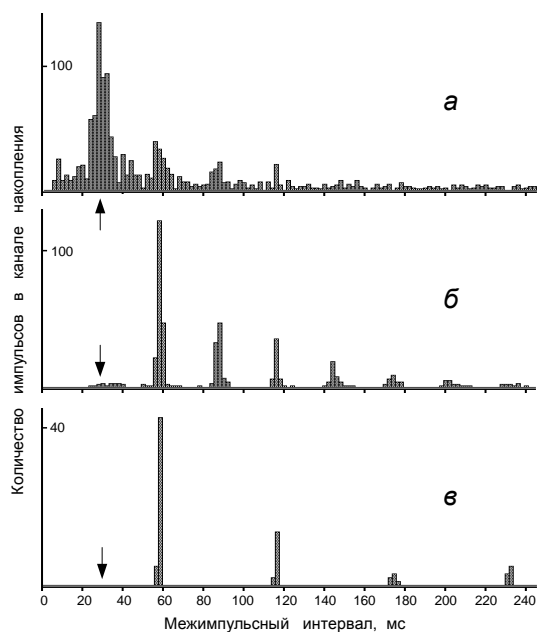 100
а
100
б
40
в
Количество импульсов в канале накопления
0 20 40 60 80 100 120 140 160 180 200 220 240
Межимпульсный интервал, мс